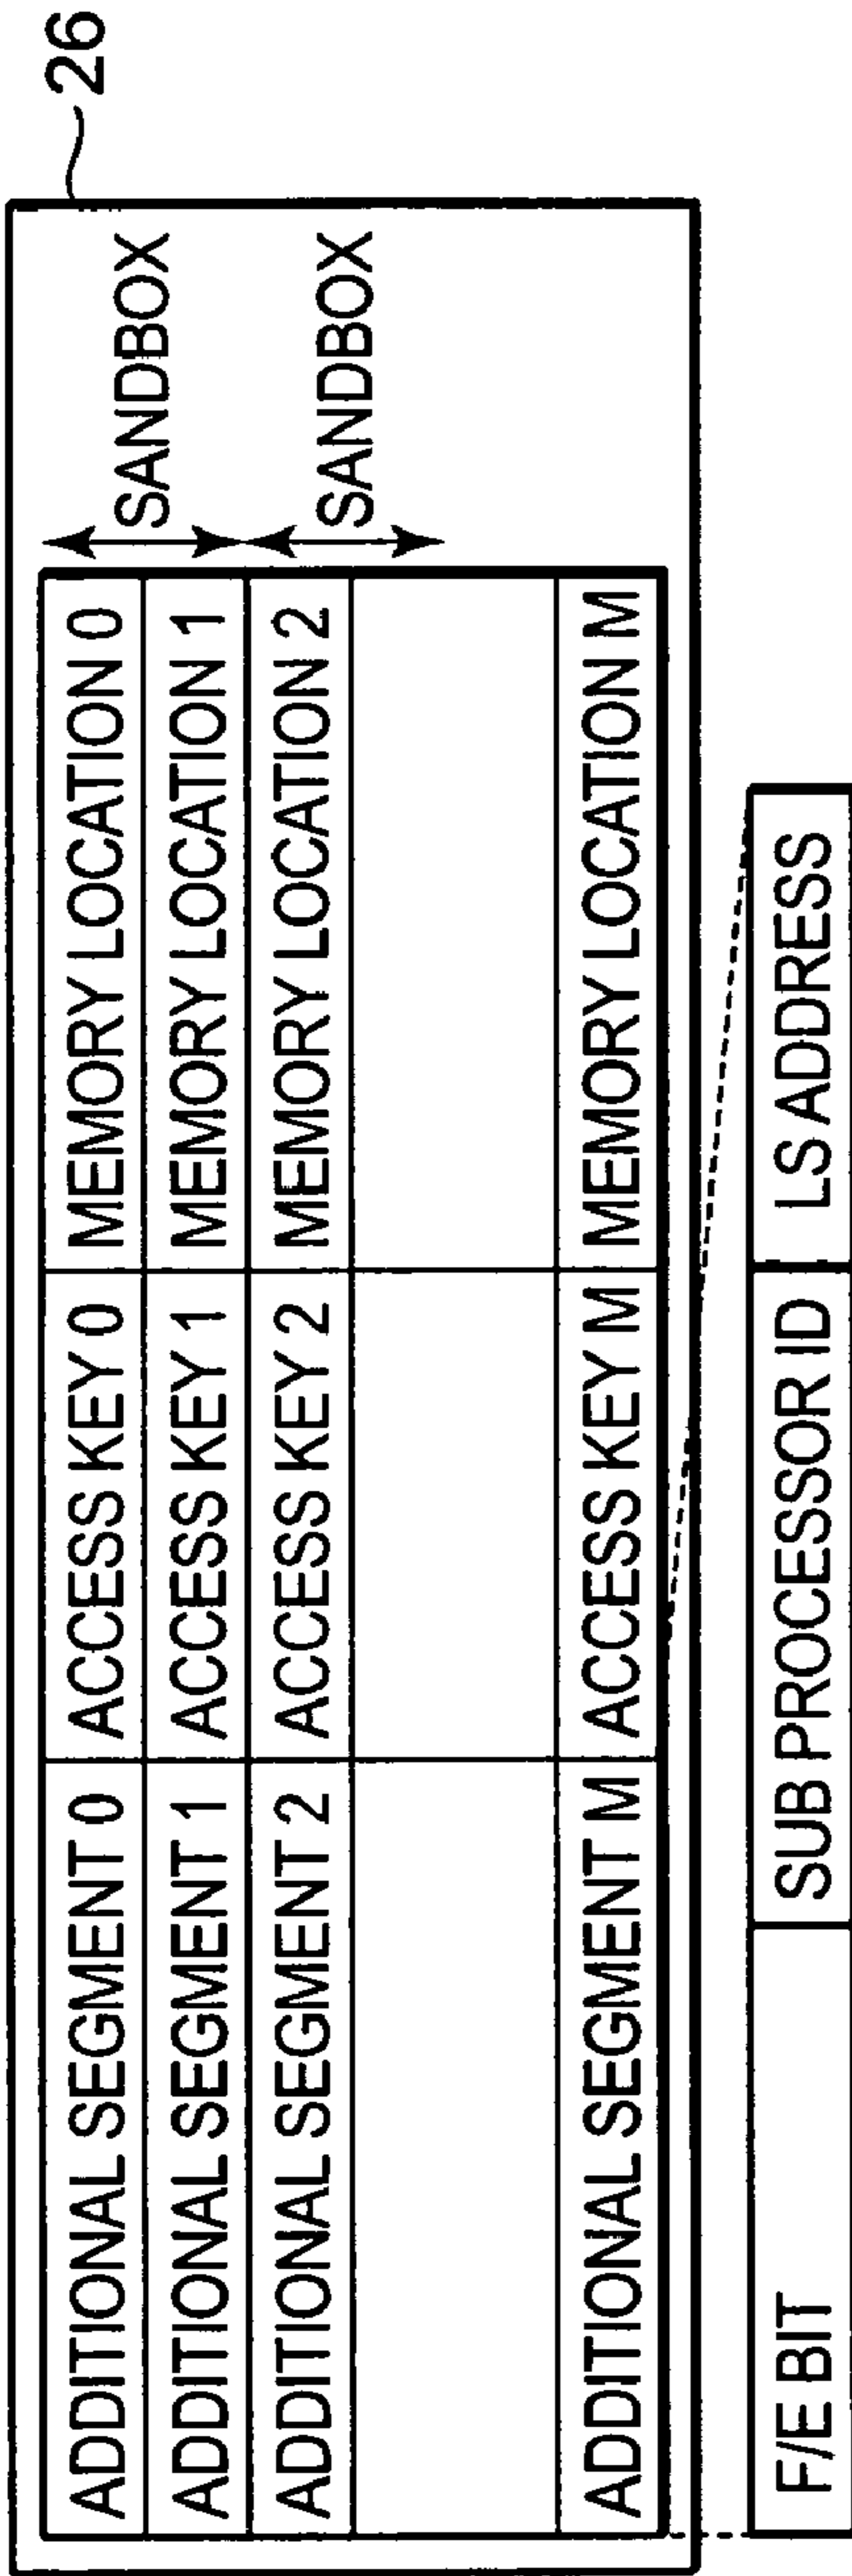 26
ADDITIONAL SEGMENT 0 ACCESS KEY 0 MEMORY LOCATION 0
SANDBOX
ADDITIONAL SEGMENT 1 ACCESS KEY 1 MEMORY LOCATION 1
ADDITIONAL SEGMENT 2 ACCESS KEY 2 MEMORY LOCATION 2
SANDBOX
ADDITIONAL SEGMENT M ACCESS KEY M MEMORY LOCATION M
F/E BIT SUB PROCESSOR ID LS ADDRESS